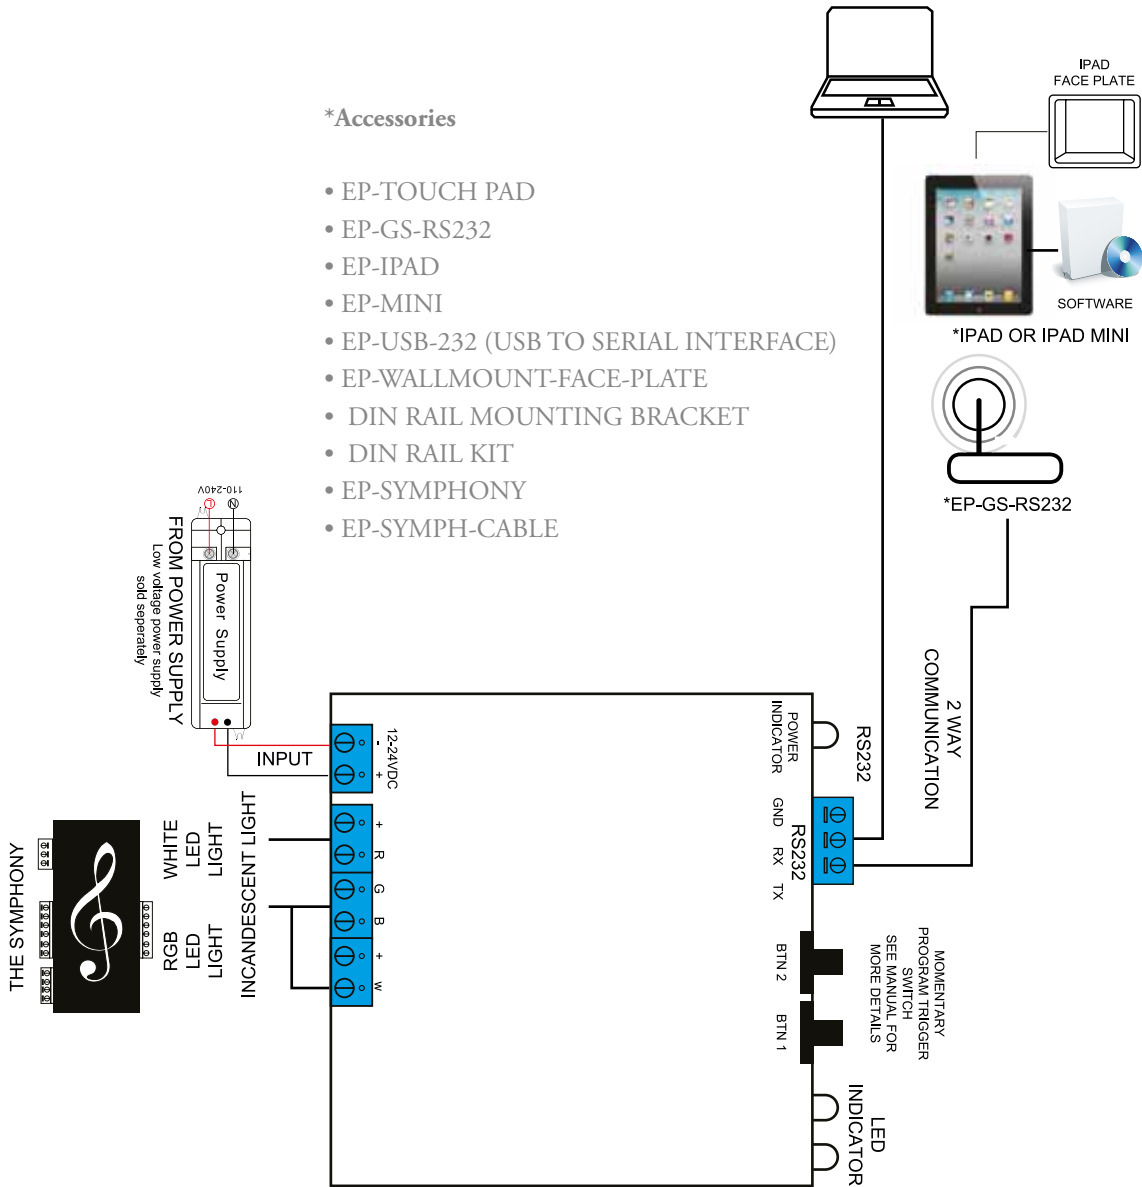 IPAD
FACE PLATE
*Accessories
• EP-TOUCH PAD
• EP-GS-RS232
• EP-IPAD
• EP-MINI
• EP-USB-232 (USB TO SERIAL INTERFACE)
• EP-WALLMOUNT-FACE-PLATE
• DIN RAIL MOUNTING BRACKET
• DIN RAIL KIT
• EP-SYMPHONY
• EP-SYMPH-CABLE
SOFTWARE
*IPAD OR IPAD MINI
*EP-GS-RS232
110-240V
L
N
Power Supply
FROM POWER SUPPLY
Low voltage power supply
sold seperately
INPUT
12-24VDC
-
+
+
R
G
B
+
W
INCANDESCENT LIGHT
WHITE
LED
LIGHT
RGB
LED
LIGHT
THE SYMPHONY
POWER
INDICATOR
RS232
GND
RX
TX
RS232
2 WAY
COMMUNICATION
BTN 2
BTN 1
MOMENTARY
PROGRAM TRIGGER
SWITCH
SEE MANUAL FOR
MORE DETAILS
LED
INDICATOR